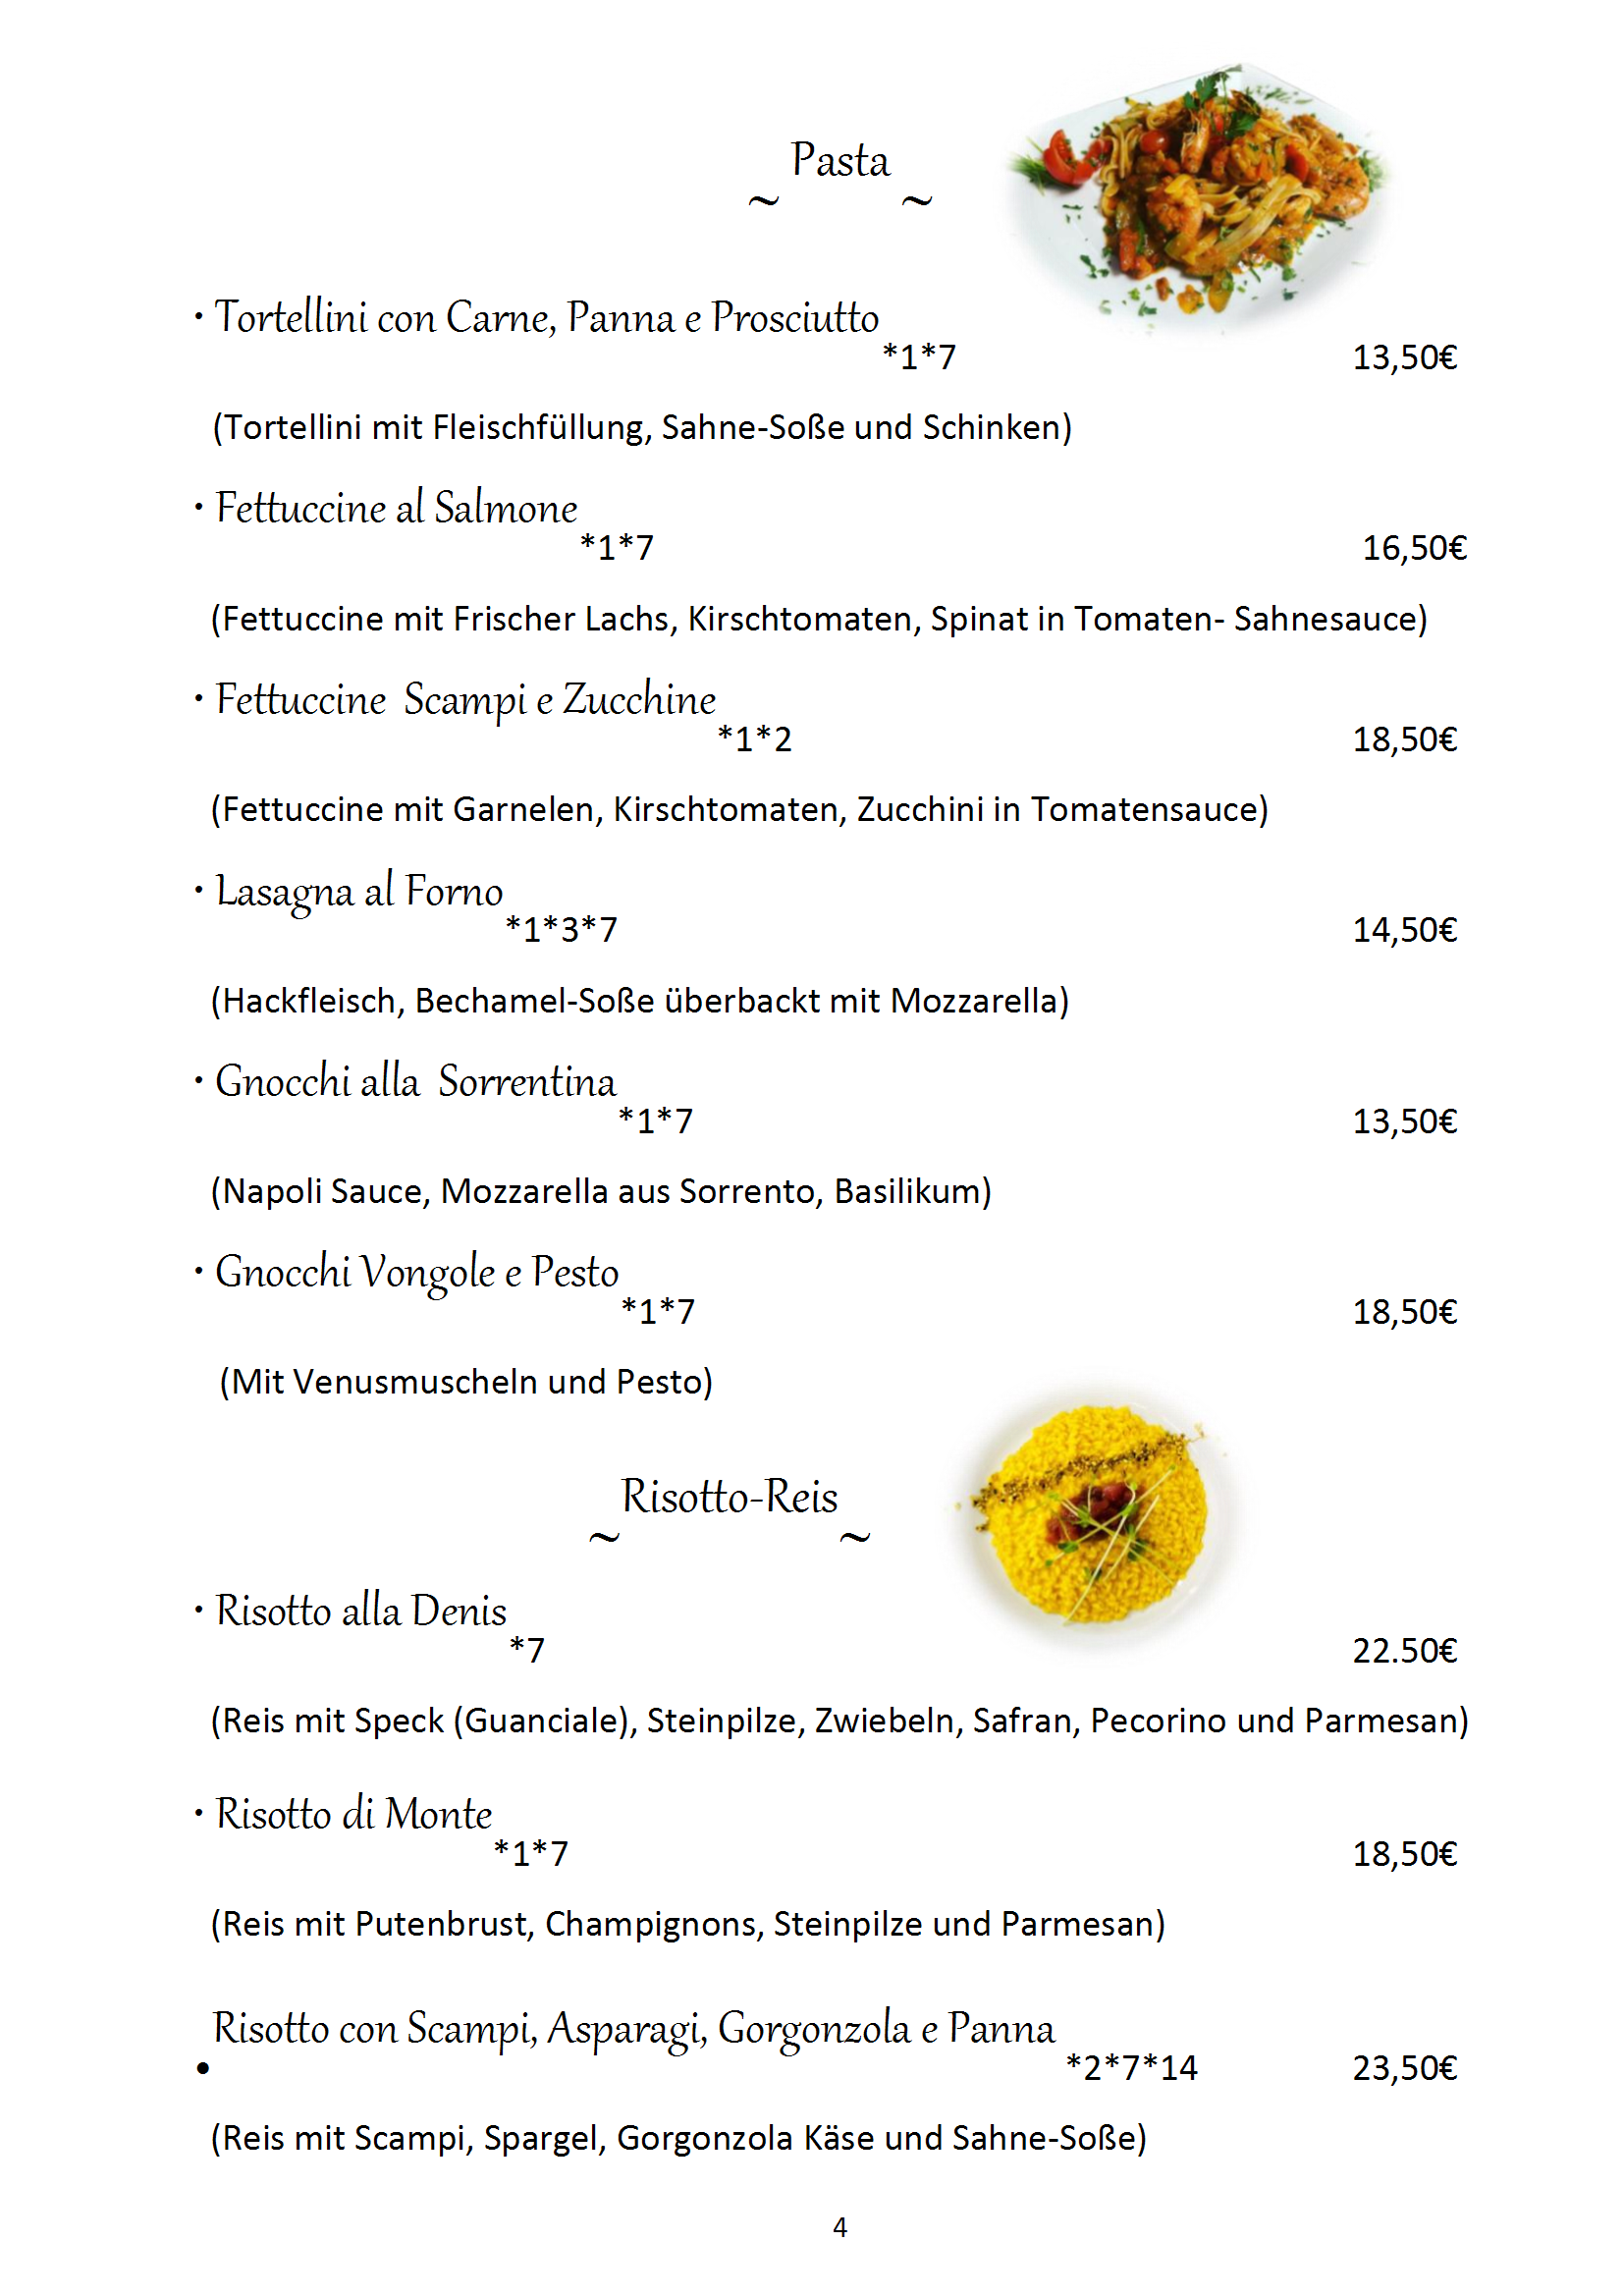 Pasta
~ ~
• Tortellini con Carne, Panna e Prosciutto
*1*7 13,50€
(Tortellini mit Fleischfüllung, Sahne-Soße und Schinken)
• Fettuccine al Salmone
*1*7 16,50€
(Fettuccine mit Frischer Lachs, Kirschtomaten, Spinat in Tomaten- Sahnesauce)
• Fettuccine Scampi e Zucchine
*1*2 18,50€
(Fettuccine mit Garnelen, Kirschtomaten, Zucchini in Tomatensauce)
• Lasagna al Forno
*1*3*7 14,50€
(Hackfleisch, Bechamel-Soße überbackt mit Mozzarella)
• Gnocchi alla Sorrentina
*1*7 13,50€
(Napoli Sauce, Mozzarella aus Sorrento, Basilikum)
• Gnocchi Vongole e Pesto
*1*7 18,50€
(Mit Venusmuscheln und Pesto)
Risotto-Reis
~ ~
• Risotto alla Denis
*7 22.50€
(Reis mit Speck (Guanciale), Steinpilze, Zwiebeln, Safran, Pecorino und Parmesan)
• Risotto di Monte
*1*7 18,50€
(Reis mit Putenbrust, Champignons, Steinpilze und Parmesan)
Risotto con Scampi, Asparagi, Gorgonzola e Panna
• *2*7*14 23,50€
(Reis mit Scampi, Spargel, Gorgonzola Käse und Sahne-Soße)
4